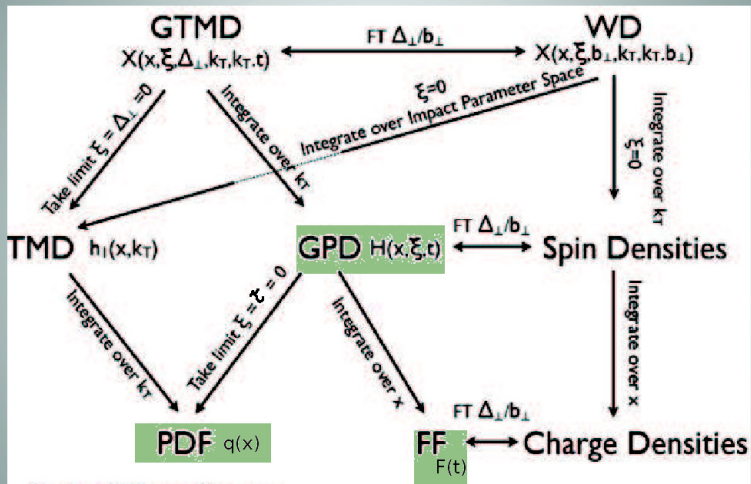 GTMD
X(x,ξ,Δ⊥,kT,kT.t)
FT Δ⊥/b⊥
WD
X(x,ξ,b⊥,kT,kT.b⊥)
Take limit ξ = Δ⊥ =0
Integrate over kT
ξ=0
Integrate over Impact Parameter Space
Integrate over kT
ξ=0
TMD h₁(x,kT)
GPD H(x,ξ,t)
FT Δ⊥/b⊥
Spin Densities
Integrate over kT
Take limit ξ = t = 0
Integrate over x
Integrate over x
PDF q(x)
FF
F(t)
FT Δ⊥/b⊥
Charge Densities